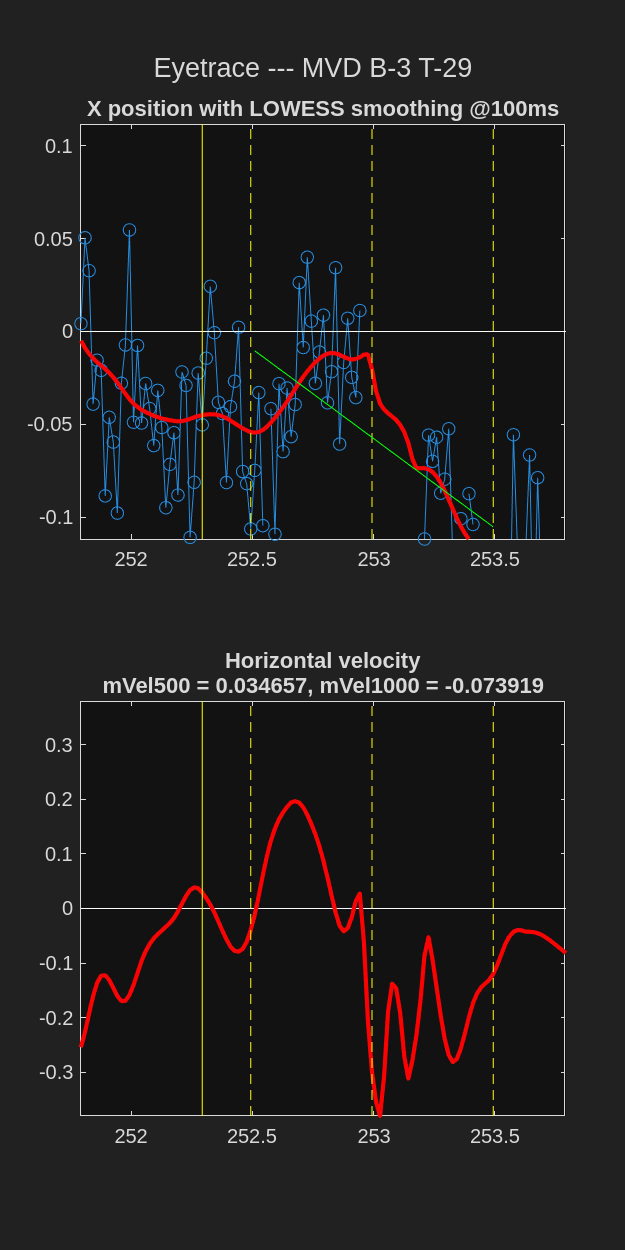 Eyetrace --- MVD B-3 T-29
X position with LOWESS smoothing @100ms
0.1
0.05
0
-0.05
-0.1
252 252.5 253 253.5
Horizontal velocity
mVel500 = 0.034657, mVel1000 = -0.073919
0.3
0.2
0.1
0
-0.1
-0.2
-0.3
252 252.5 253 253.5